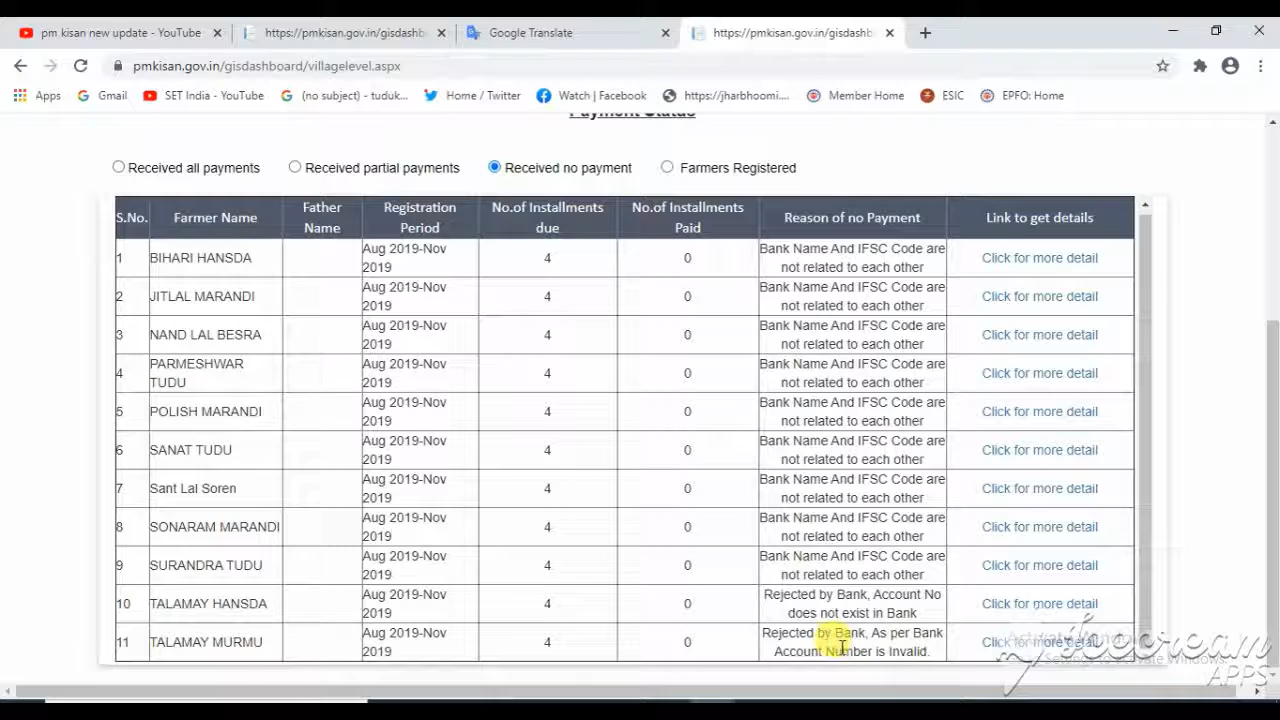 pm kisan new update - YouTube
https://pmkisan.gov.in/gisdashb
Google Translate
https://pmkisan.gov.in/gisdashb
pmkisan.gov.in/gisdashboard/villagelevel.aspx
Apps
Gmail
SET India - YouTube
(no subject) - tuduk...
Home / Twitter
Watch | Facebook
https://jharbhoomi....
Member Home
ESIC
EPFO: Home
Payment Status
Received all payments
Received partial payments
Received no payment
Farmers Registered
S.No.
Farmer Name
Father
Name
Registration
Period
No.of Installments
due
No.of Installments
Paid
Reason of no Payment
Link to get details
1
BIHARI HANSDA
Aug 2019-Nov
2019
4
0
Bank Name And IFSC Code are
not related to each other
Click for more detail
2
JITLAL MARANDI
Aug 2019-Nov
2019
4
0
Bank Name And IFSC Code are
not related to each other
Click for more detail
3
NAND LAL BESRA
Aug 2019-Nov
2019
4
0
Bank Name And IFSC Code are
not related to each other
Click for more detail
4
PARMESHWAR
TUDU
Aug 2019-Nov
2019
4
0
Bank Name And IFSC Code are
not related to each other
Click for more detail
5
POLISH MARANDI
Aug 2019-Nov
2019
4
0
Bank Name And IFSC Code are
not related to each other
Click for more detail
6
SANAT TUDU
Aug 2019-Nov
2019
4
0
Bank Name And IFSC Code are
not related to each other
Click for more detail
7
Sant Lal Soren
Aug 2019-Nov
2019
4
0
Bank Name And IFSC Code are
not related to each other
Click for more detail
8
SONARAM MARANDI
Aug 2019-Nov
2019
4
0
Bank Name And IFSC Code are
not related to each other
Click for more detail
9
SURANDRA TUDU
Aug 2019-Nov
2019
4
0
Bank Name And IFSC Code are
not related to each other
Click for more detail
10
TALAMAY HANSDA
Aug 2019-Nov
2019
4
0
Rejected by Bank, Account No
does not exist in Bank
Click for more detail
11
TALAMAY MURMU
Aug 2019-Nov
2019
4
0
Rejected by Bank, As per Bank
Account Number is Invalid.
Click for more detail
Activate Windows
Settings to Activate Windows.
icecream
APPS